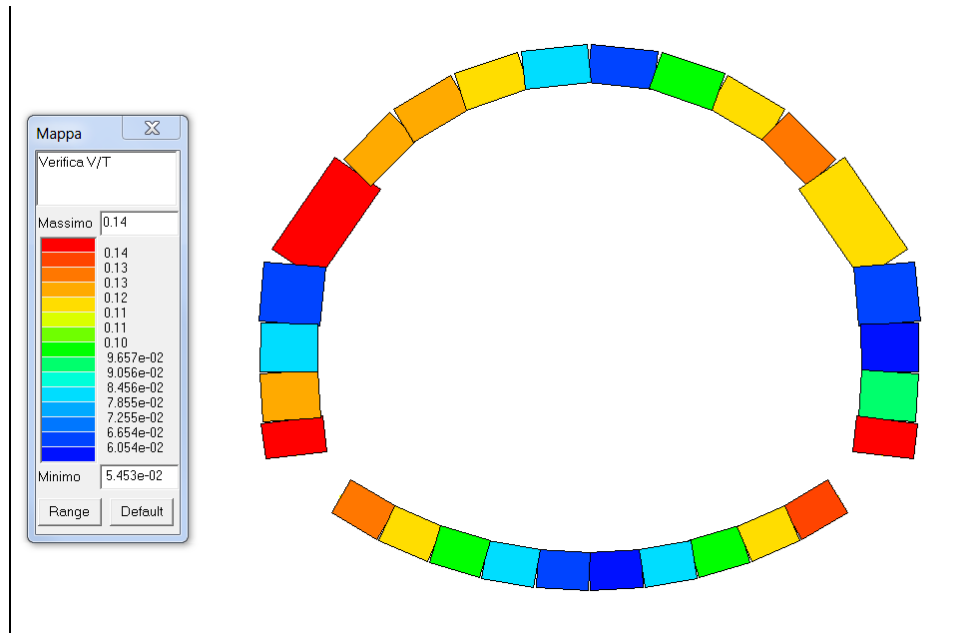 Mappa
Verifica V/T
Massimo 0.14
0.14
0.13
0.13
0.12
0.11
0.11
0.10
9.657e-02
9.056e-02
8.456e-02
7.855e-02
7.255e-02
6.654e-02
6.054e-02
Minimo 5.453e-02
Range Default